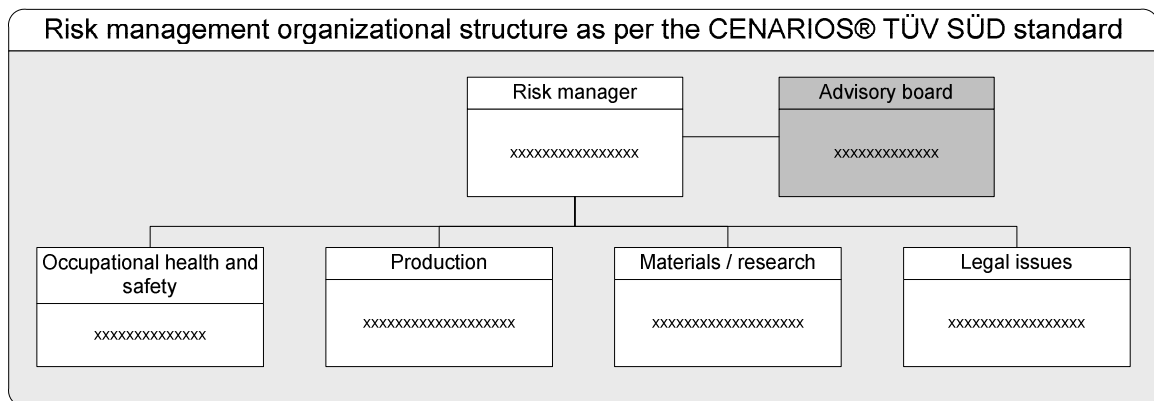 Risk management organizational structure as per the CENARIOS® TÜV SÜD standard
Risk manager
xxxxxxxxxxxxxxxx
Advisory board
xxxxxxxxxxxxx
Occupational health and
safety
xxxxxxxxxxxxxx
Production
xxxxxxxxxxxxxxxxxxx
Materials / research
xxxxxxxxxxxxxxxxxxx
Legal issues
xxxxxxxxxxxxxxxxx